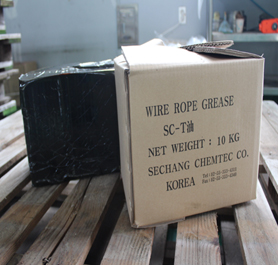 WIRE ROPE GREASE
SC-T油
NET WEIGHT : 10 KG
SECHANG CHEMTEC CO.
KOREA